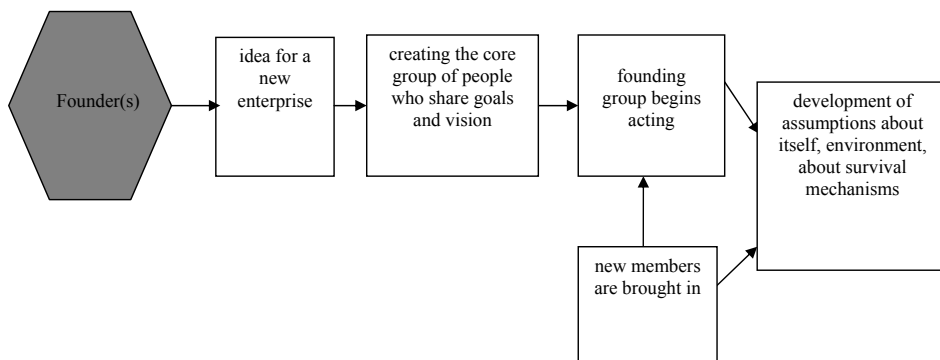 Founder(s)
idea for a
new
enterprise
creating the core
group of people
who share goals
and vision
founding
group begins
acting
development of
assumptions about
itself, environment,
about survival
mechanisms
new members
are brought in